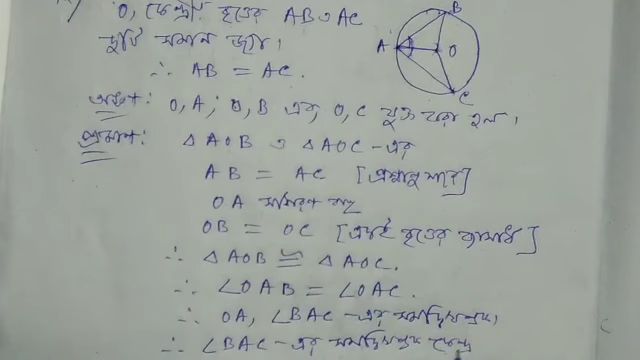 O, কেন্দ্রীয় বৃত্তের AB ও AC
দুটি সমান জ্যা।
∴ AB = AC.
অঙ্কন: O, A; O, B এবং O, C যুক্ত করা হল।
প্রমাণ: △AOB ও △AOC-এর
AB = AC [প্রশ্নানুসারে]
OA সাধারণ বাহু
OB = OC [একই বৃত্তের ব্যাসার্ধ]
∴ △AOB ≅ △AOC.
∴ ∠OAB = ∠OAC.
∴ OA, ∠BAC-এর সমদ্বিখণ্ডক।
∴ ∠BAC-এর সমদ্বিখণ্ডক কেন্দ্র
A
B
O
C